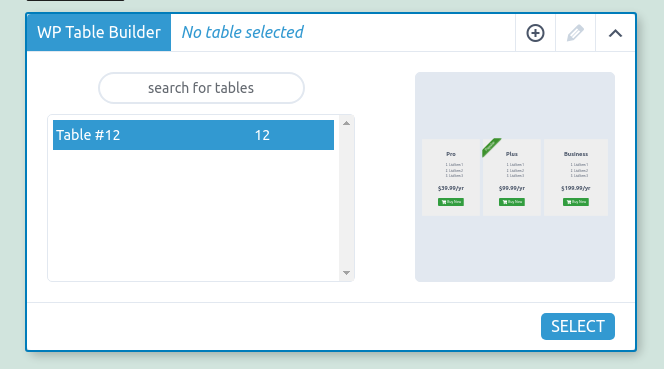 WP Table Builder No table selected
search for tables
Table #12 12
Pro Plus Business
$39.99/yr $99.99/yr $199.99/yr
Buy Now Buy Now Buy Now
SELECT